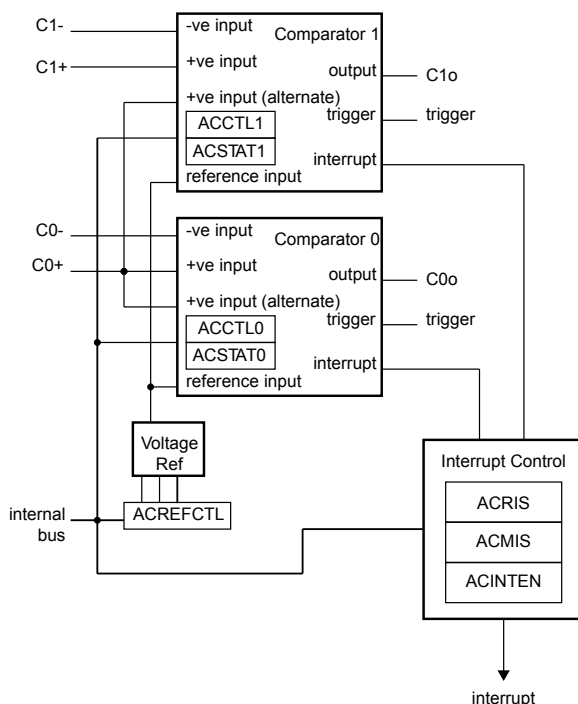 C1-
-ve input
Comparator 1
C1+
+ve input
output
C1o
+ve input (alternate)
trigger
trigger
ACCTL1
ACSTAT1
interrupt
reference input
C0-
-ve input
Comparator 0
C0+
+ve input
output
C0o
+ve input (alternate)
trigger
trigger
ACCTL0
ACSTAT0
interrupt
reference input
Voltage
Ref
Interrupt Control
ACRIS
internal
bus
ACREFCTL
ACMIS
ACINTEN
interrupt